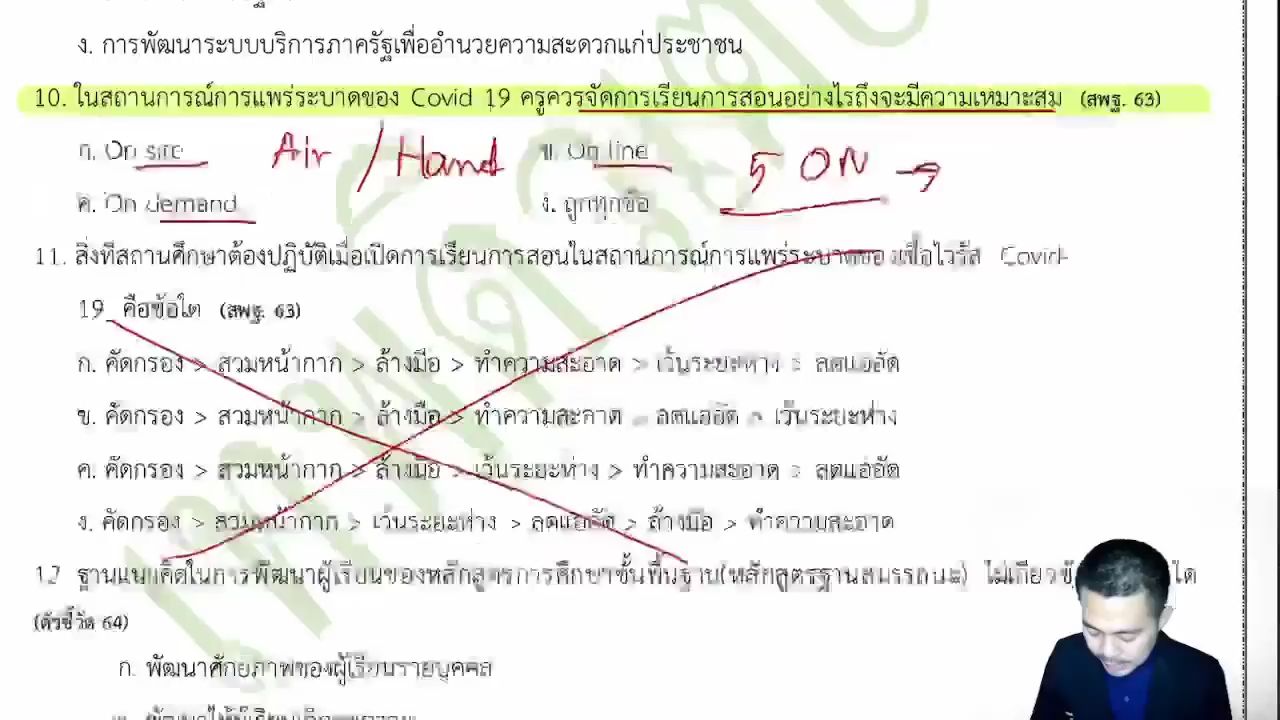 ง. การพัฒนาระบบบริการภาครัฐเพื่ออำนวยความสะดวกแก่ประชาชน
10. ในสถานการณ์การแพร่ระบาดของ Covid 19 ครูควรจัดการเรียนการสอนอย่างไรถึงจะมีความเหมาะสม (สพฐ. 63)
ก. On site Air / Hand ข. On line 5 ON →
ค. On demand ง. ถูกทุกข้อ
11. สิ่งที่สถานศึกษาต้องปฏิบัติเมื่อเปิดการเรียนการสอนในสถานการณ์การแพร่ระบาดของเชื้อไวรัส Covid-
19 คือข้อใด (สพฐ. 63)
ก. คัดกรอง > สวมหน้ากาก > ล้างมือ > ทำความสะอาด > เว้นระยะห่าง > ลดแออัด
ข. คัดกรอง > สวมหน้ากาก > ล้างมือ > ทำความสะอาด > ลดแออัด > เว้นระยะห่าง
ค. คัดกรอง > สวมหน้ากาก > ล้างมือ > เว้นระยะห่าง > ทำความสะอาด > ลดแออัด
ง. คัดกรอง > สวมหน้ากาก > เว้นระยะห่าง > ลดแออัด > ล้างมือ > ทำความสะอาด
12 ฐานแนวคิดในการพัฒนาผู้เรียนของหลักสูตรการศึกษาขั้นพื้นฐาน(หลักสูตรฐานสมรรถนะ) ไม่เกี่ยวข้ ใด
(ตัวชี้วัด 64)
ก. พัฒนาศักยภาพของผู้เรียนรายบุคคล